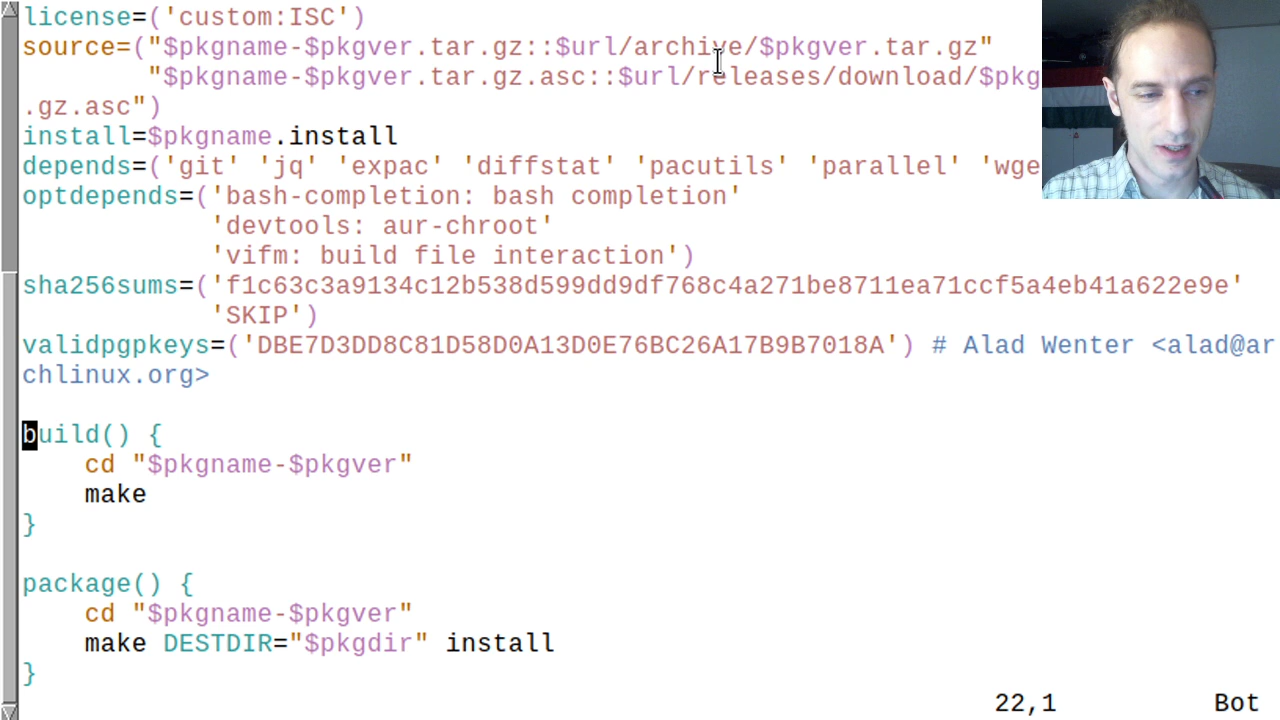 license=('custom:ISC')
source=("$pkgname-$pkgver.tar.gz::$url/archive/$pkgver.tar.gz"
"$pkgname-$pkgver.tar.gz.asc::$url/releases/download/$pkg
.gz.asc")
install=$pkgname.install
depends=('git' 'jq' 'expac' 'diffstat' 'pacutils' 'parallel' 'wge
optdepends=('bash-completion: bash completion'
'devtools: aur-chroot'
'vifm: build file interaction')
sha256sums=('f1c63c3a9134c12b538d599dd9df768c4a271be8711ea71ccf5a4eb41a622e9e'
'SKIP')
validpgpkeys=('DBE7D3DD8C81D58D0A13D0E76BC26A17B9B7018A') # Alad Wenter <alad@ar
chlinux.org>
build() {
cd "$pkgname-$pkgver"
make
}
package() {
cd "$pkgname-$pkgver"
make DESTDIR="$pkgdir" install
}
22,1 Bot